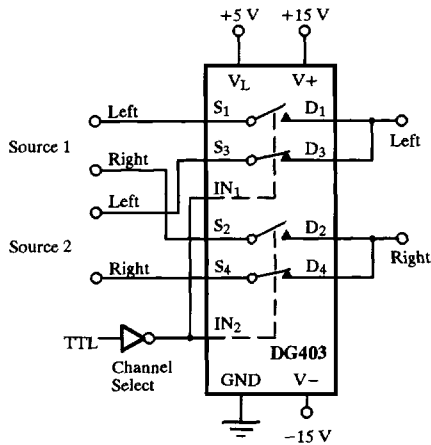 +5 V +15 V
VL V+
Left S1 D1
Source 1 Left
S3 D3
Right
IN1
Left
S2 D2
Source 2 Right
Right S4 D4
IN2
TTL
DG403
Channel
Select
GND V−
−15 V